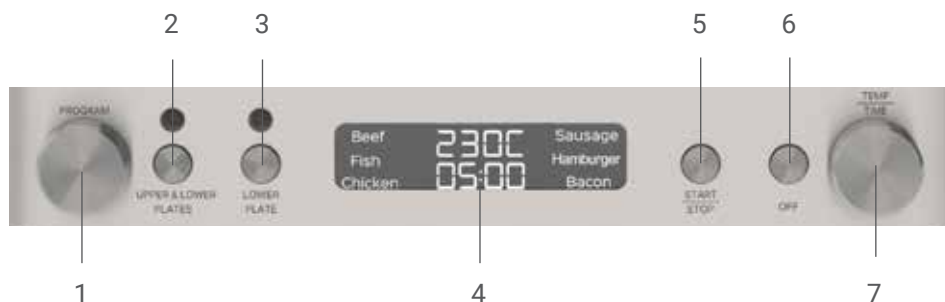 2 3 5 6
PROGRAM
UPPER & LOWER
PLATES
LOWER
PLATE
Beef 230C Sausage
Fish Hamburger
Chicken 05:00 Bacon
START
STOP
OFF
TEMP
TIME
1 4 7